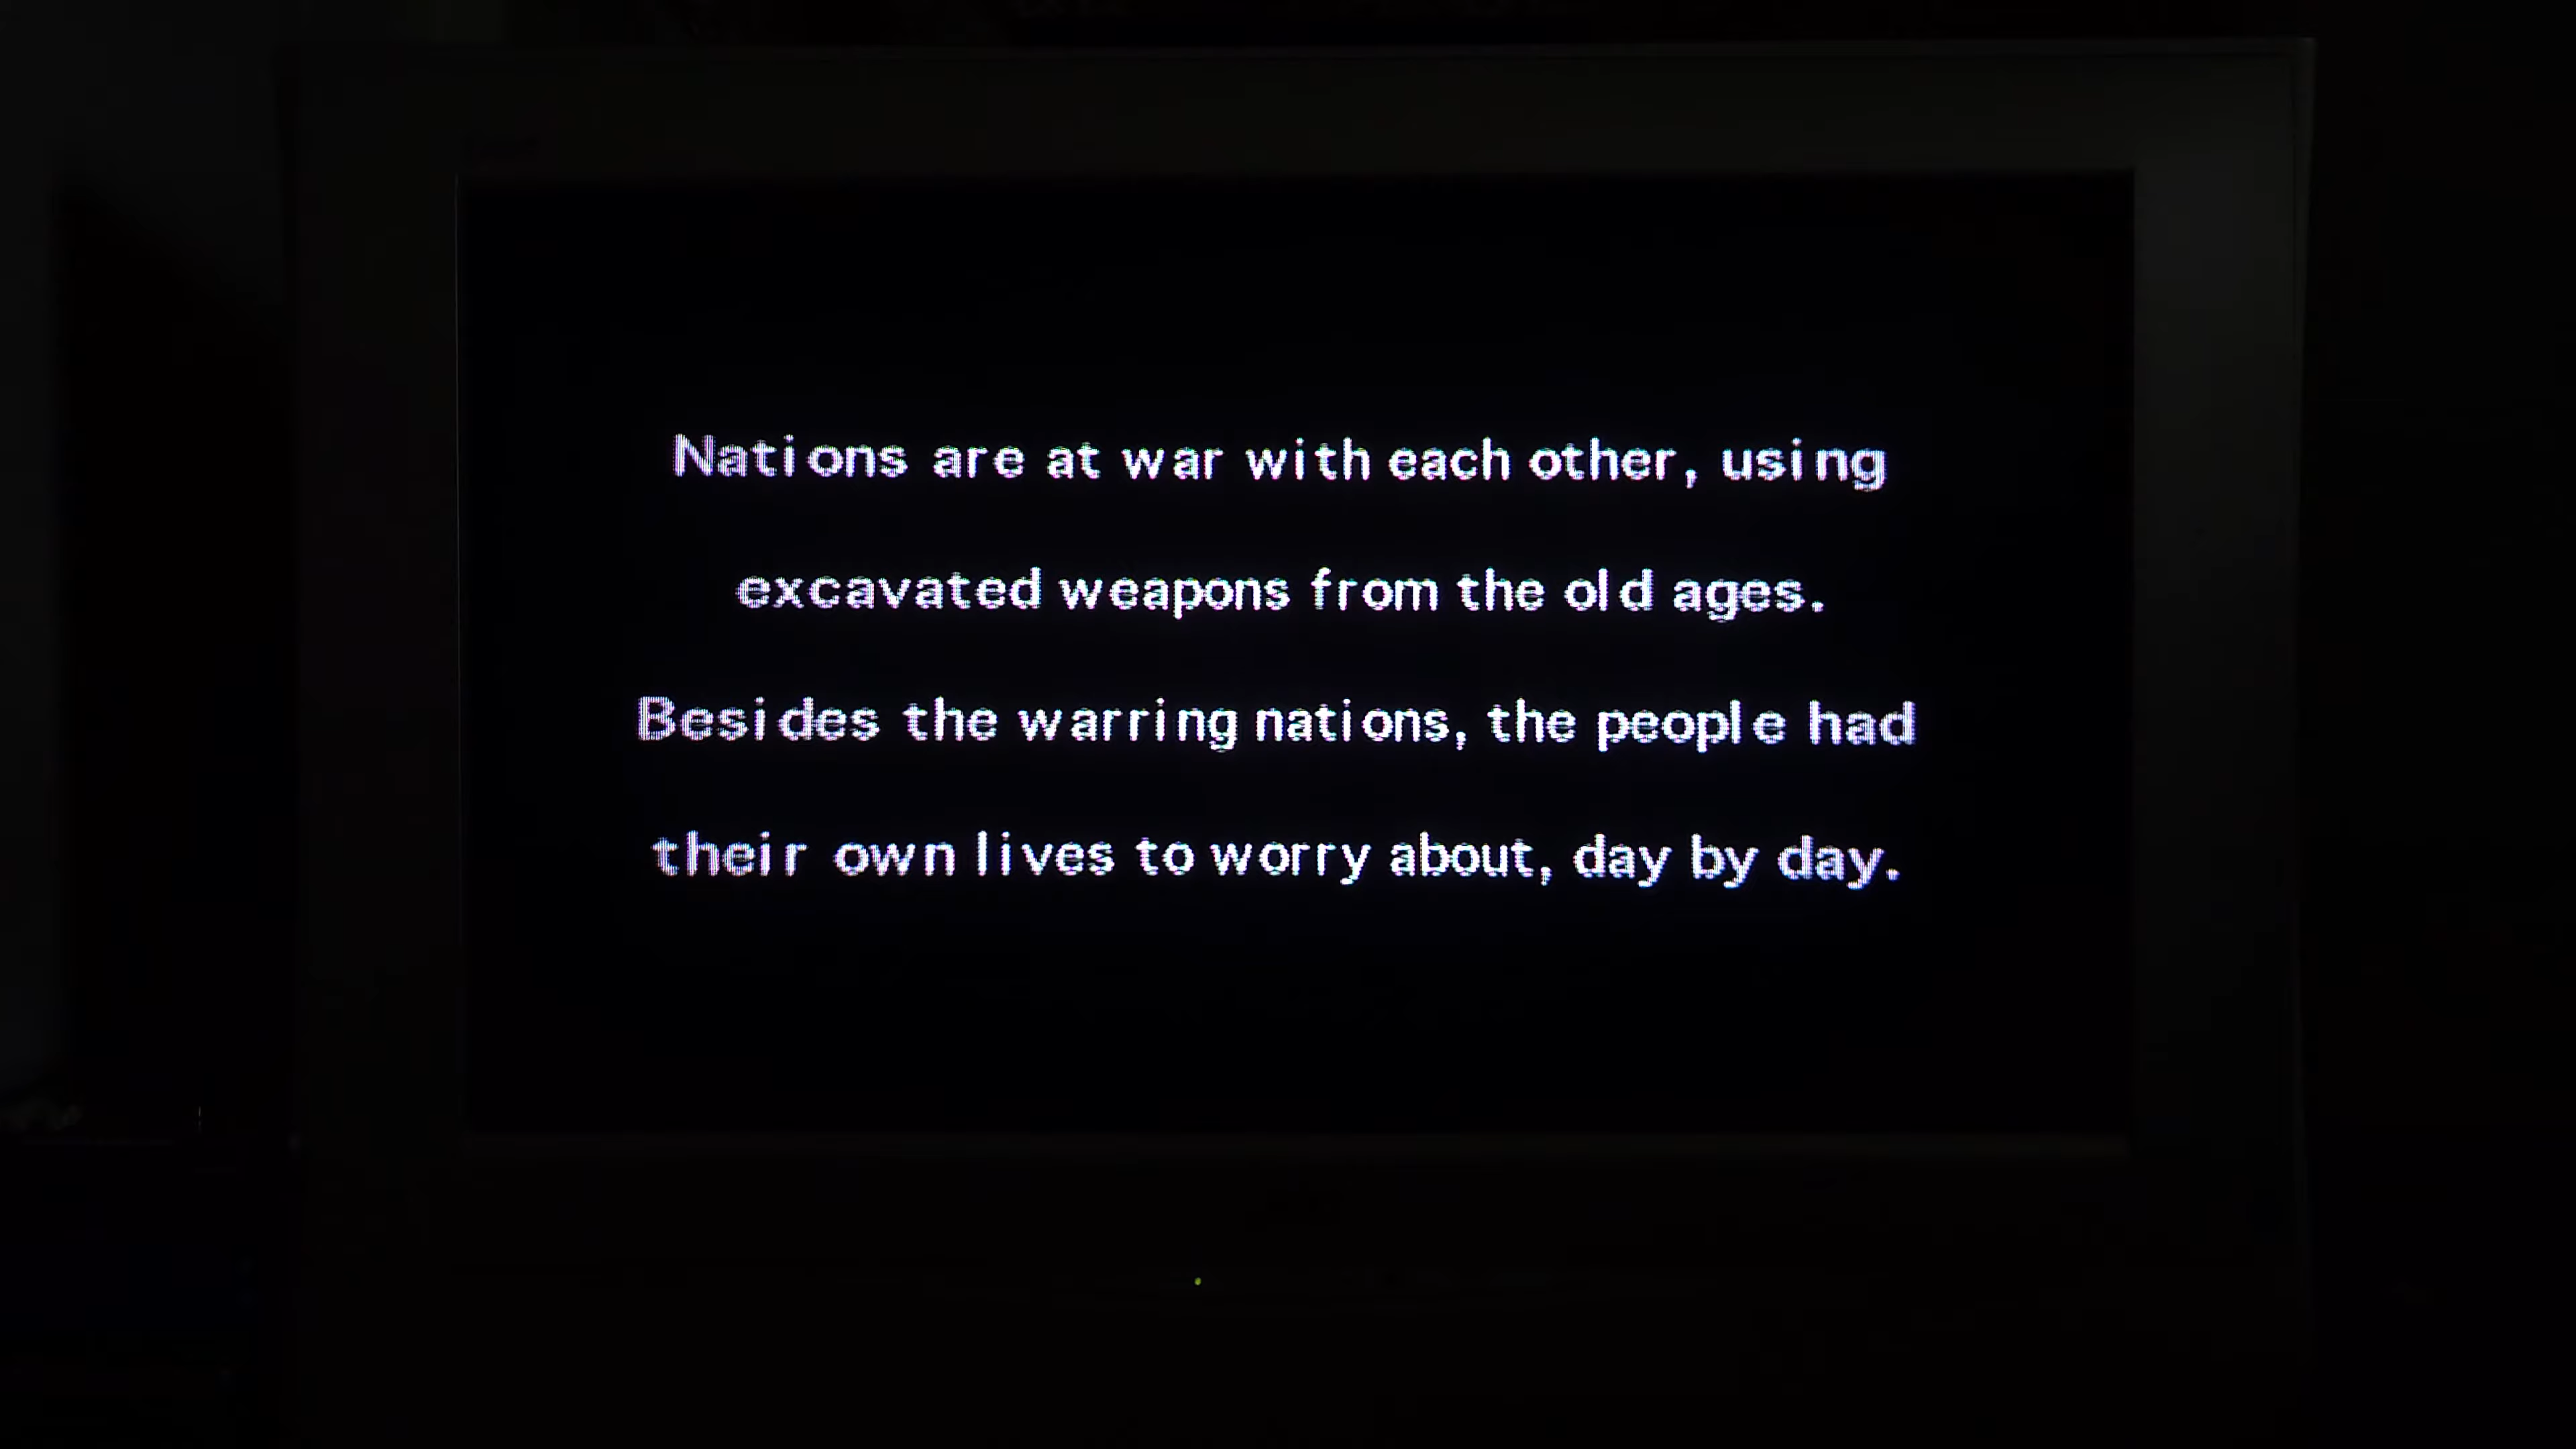 Nations are at war with each other, using
excavated weapons from the old ages.
Besides the warring nations, the people had
their own lives to worry about, day by day.